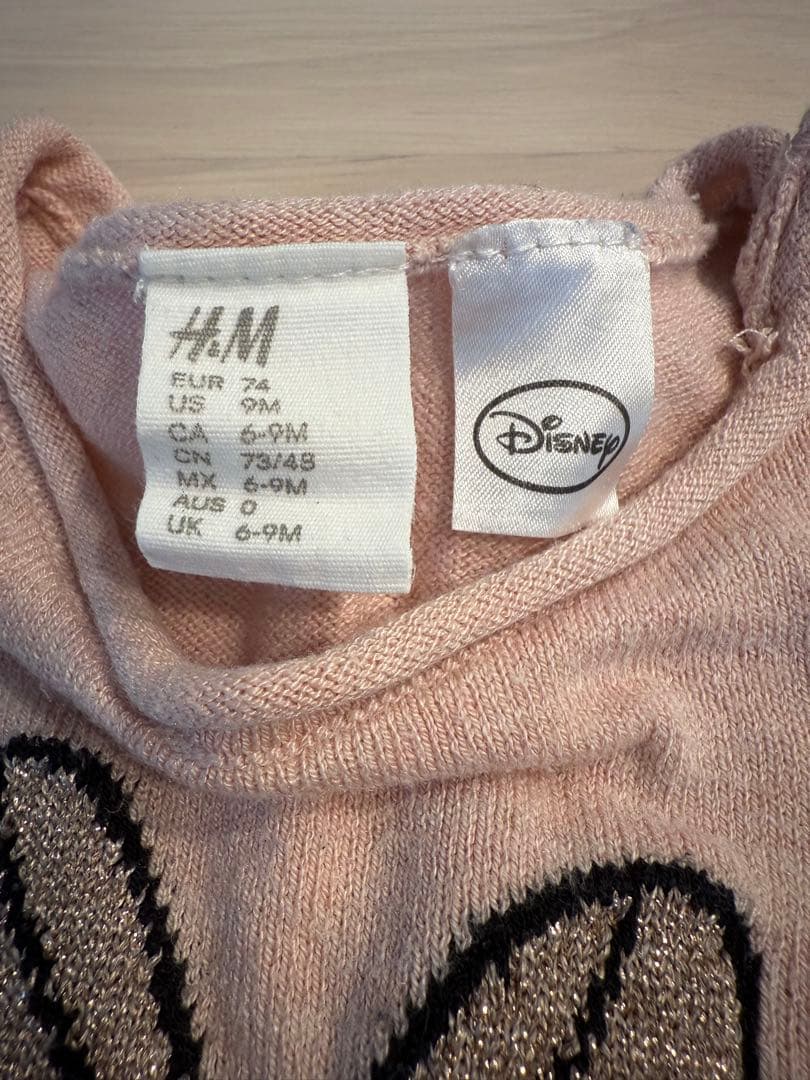 H&M
EUR 74
US 9M
CA 6-9M
CN 73/48
MX 6-9M
AUS 0
UK 6-9M
Disney